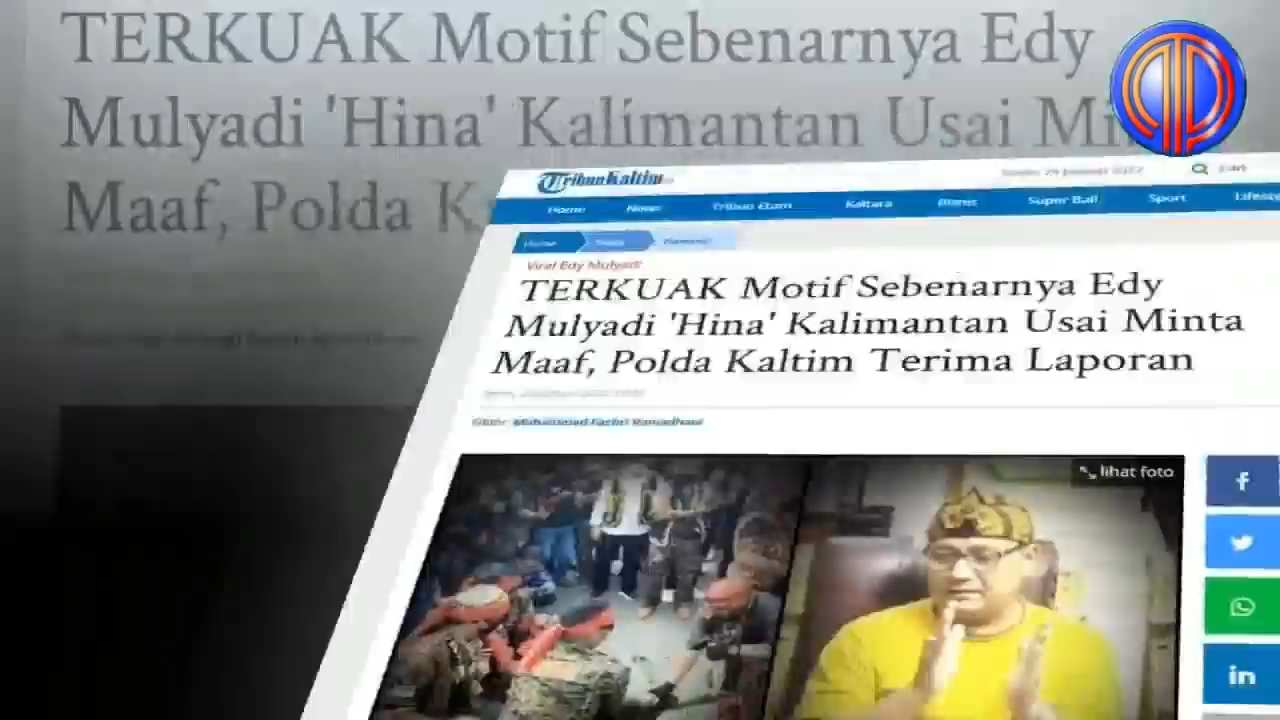 TERKUAK Motif Sebenarnya Edy
Mulyadi 'Hina' Kalimantan Usai Mi
Maaf, Polda K
TribunKaltim
Home News Tribun Etam Kaltara Bisnis Super Ball Sport
Home News
Viral Edy Mulyadi
TERKUAK Motif Sebenarnya Edy
Mulyadi 'Hina' Kalimantan Usai Minta
Maaf, Polda Kaltim Terima Laporan
lihat foto